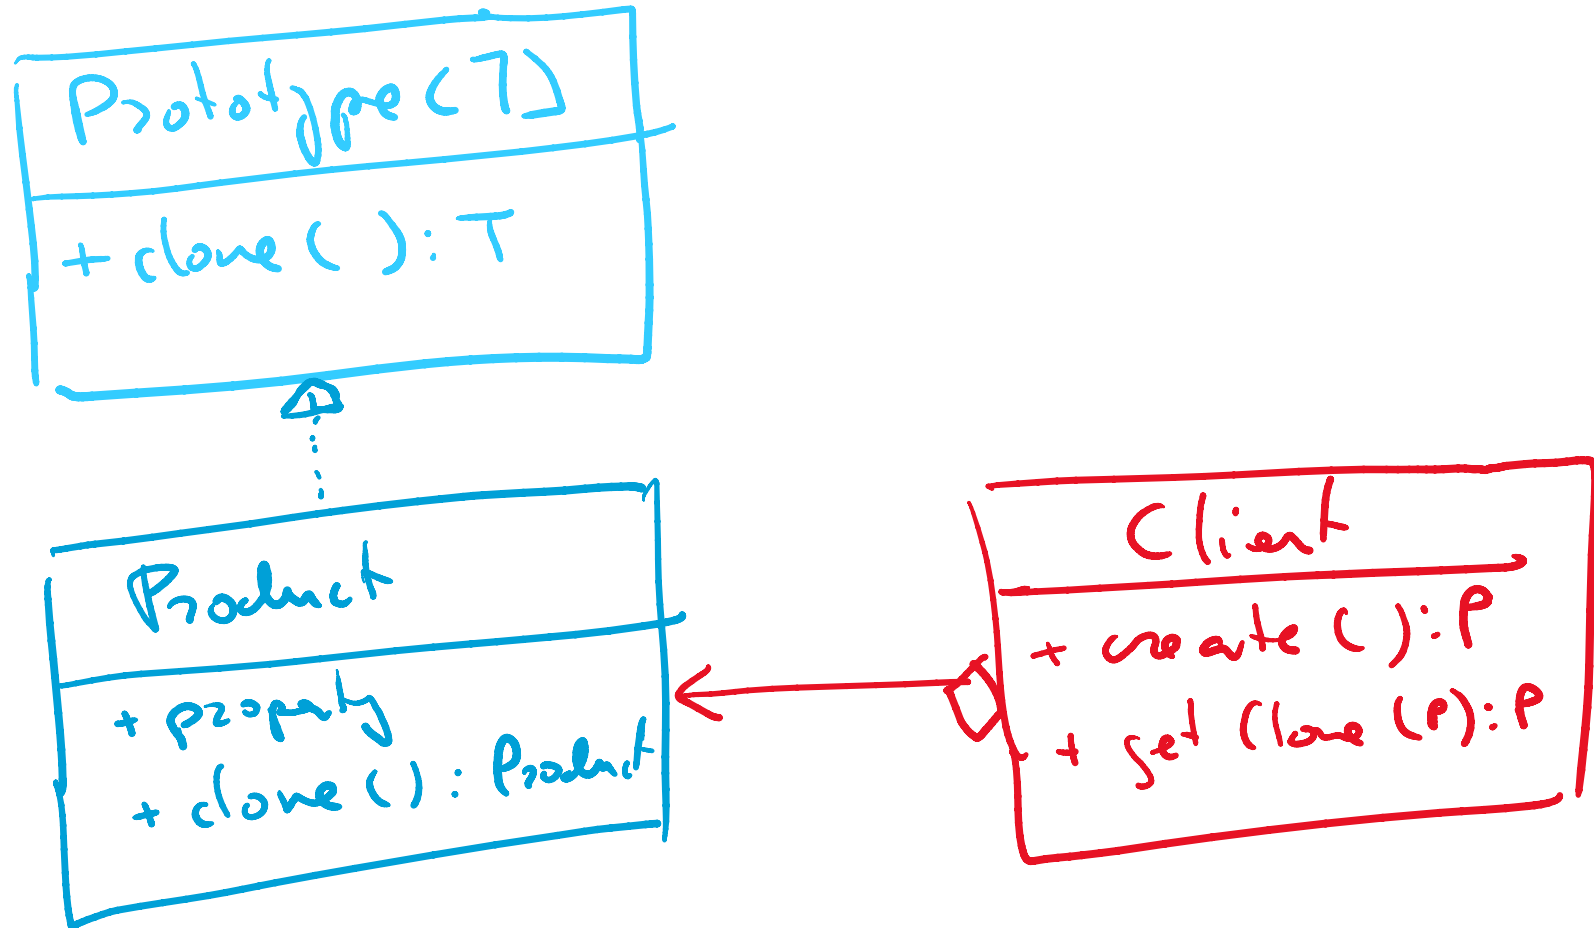 Prototype(T)
+ clone( ): T
Product
+ property
+ clone( ): Product
Client
+ create( ): P
+ get Clone (P): P